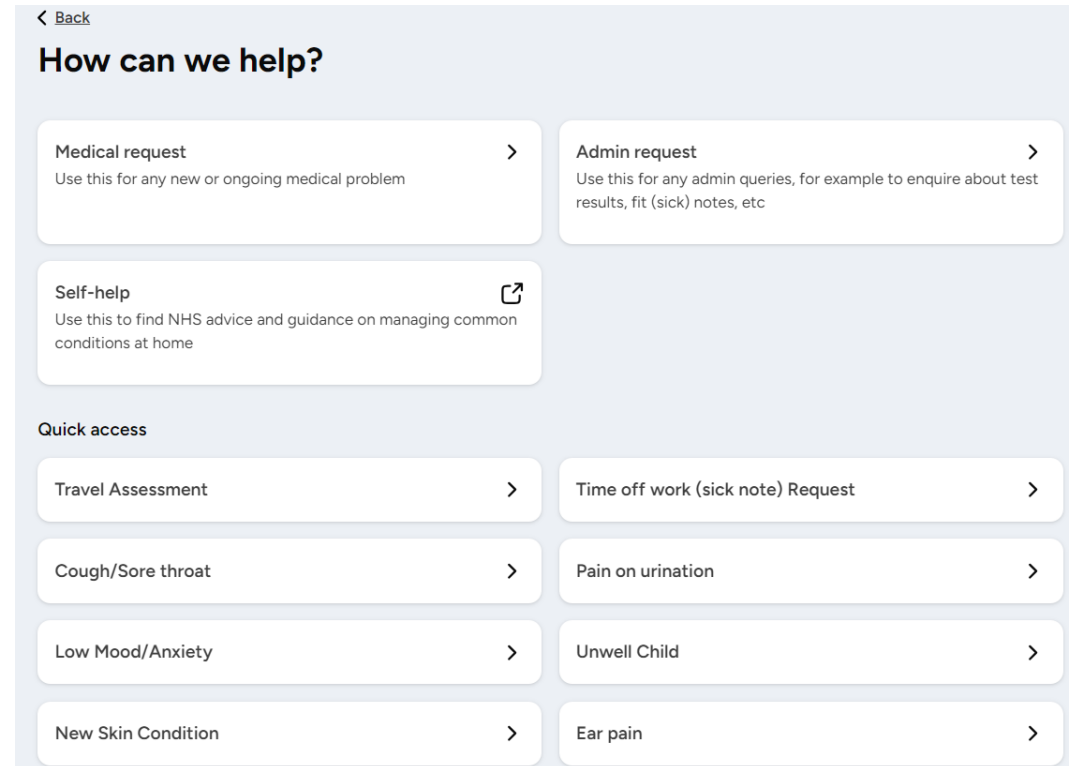 Back
How can we help?
Medical request
Use this for any new or ongoing medical problem
Admin request
Use this for any admin queries, for example to enquire about test
results, fit (sick) notes, etc
Self-help
Use this to find NHS advice and guidance on managing common
conditions at home
Quick access
Travel Assessment
Time off work (sick note) Request
Cough/Sore throat
Pain on urination
Low Mood/Anxiety
Unwell Child
New Skin Condition
Ear pain